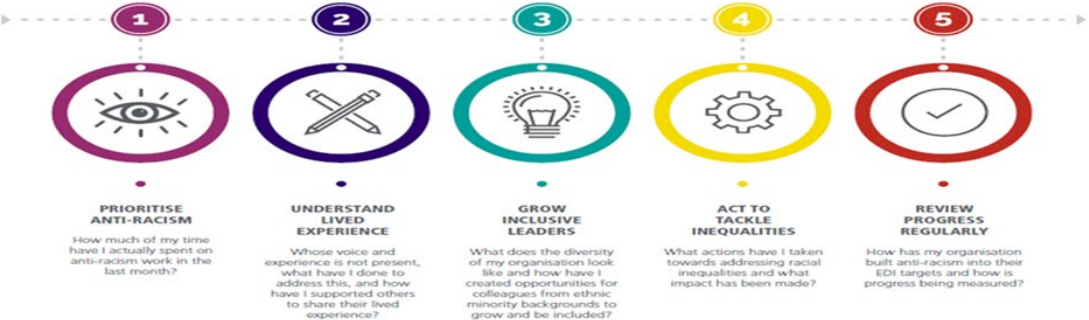 1
2
3
4
5
PRIORITISE
ANTI-RACISM
How much of my time
have I actually spent on
anti-racism work in the
last month?
UNDERSTAND
LIVED
EXPERIENCE
Whose voice and
experience is not present,
what have I done to
address this, and how
have I supported others
to share their lived
experience?
GROW
INCLUSIVE
LEADERS
What does the diversity
of my organisation look
like and how have I
created opportunities for
colleagues from ethnic
minority backgrounds to
grow and be included?
ACT TO
TACKLE
INEQUALITIES
What actions have I taken
towards addressing racial
inequalities and what
impact has been made?
REVIEW
PROGRESS
REGULARLY
How has my organisation
built anti-racism into their
EDI targets and how is
progress being measured?